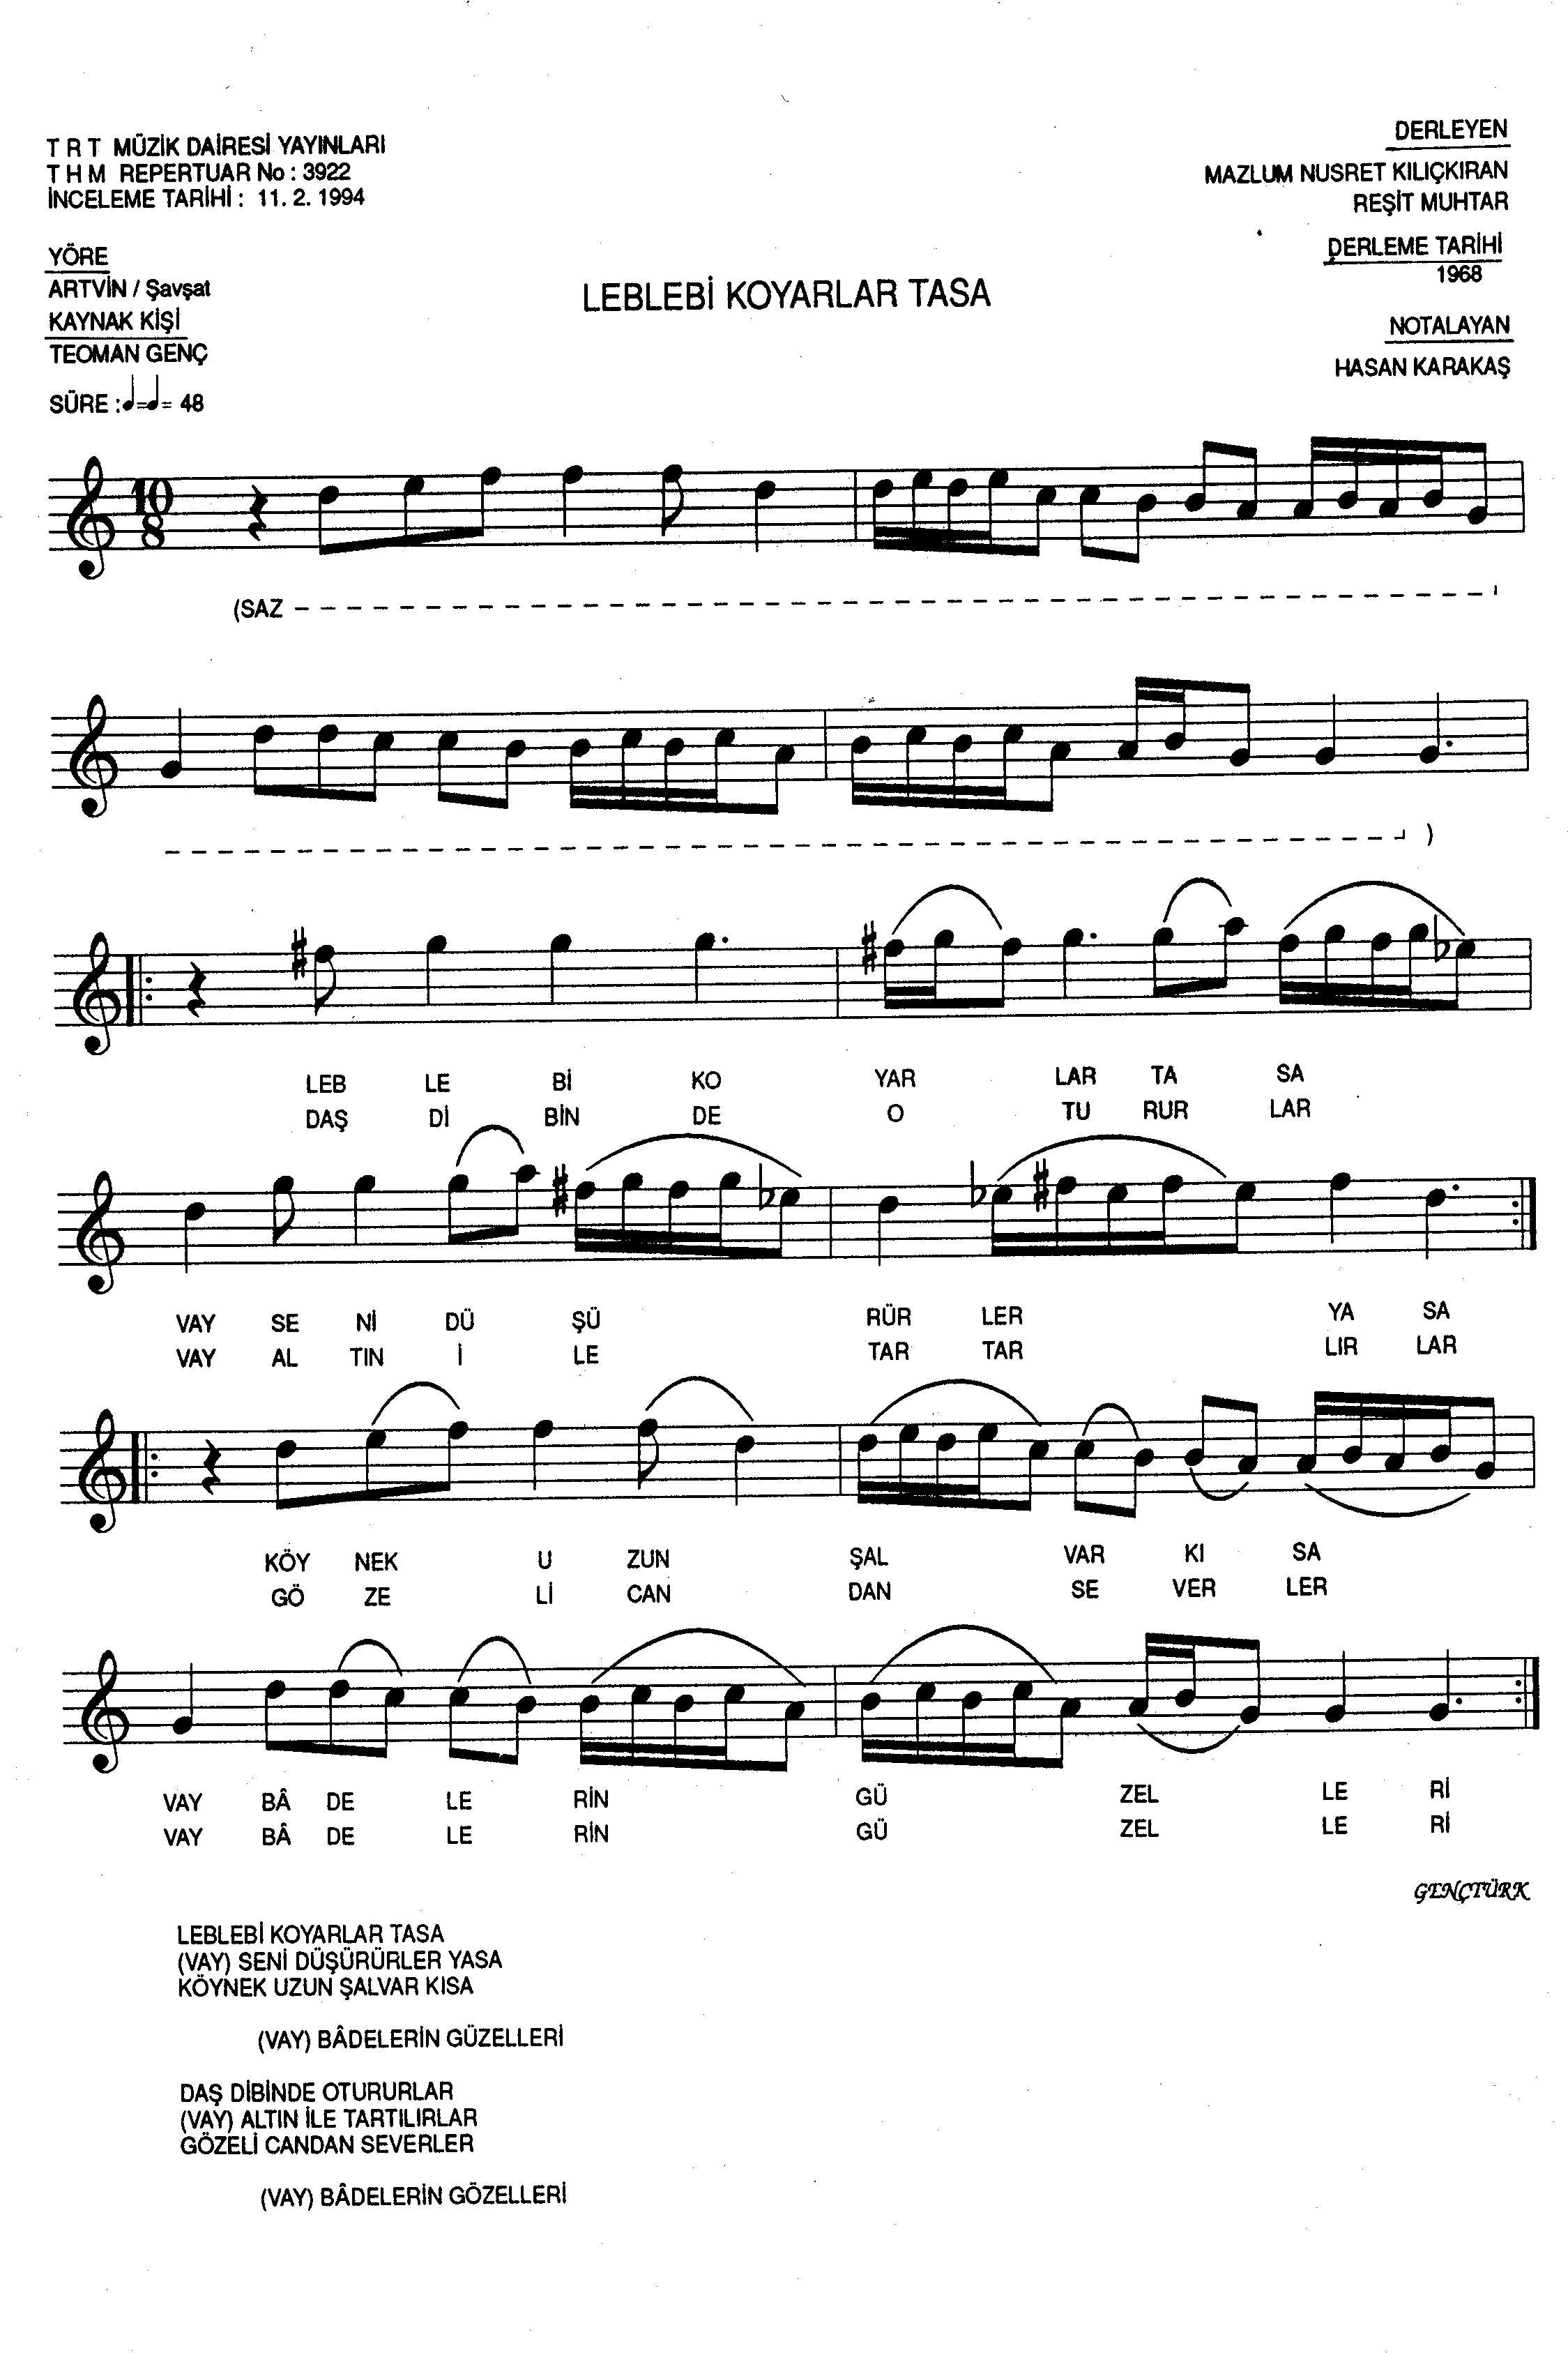 T R T MÜZİK DAİRESİ YAYINLARI
T H M REPERTUAR No : 3922
İNCELEME TARİHİ : 11. 2. 1994
YÖRE
ARTVİN / Şavşat
KAYNAK KİŞİ
TEOMAN GENÇ
SÜRE : = = 48
LEBLEBİ KOYARLAR TASA
DERLEYEN
MAZLUM NUSRET KILIÇKIRAN
REŞİT MUHTAR
DERLEME TARİHİ
1968
NOTALAYAN
HASAN KARAKAŞ
10
8
(SAZ
)
LEB LE Bİ KO YAR LAR TA SA
DAŞ Dİ BİN DE O TU RUR LAR
VAY SE Nİ DÜ ŞÜ RÜR LER YA SA
VAY AL TIN İ LE TAR TAR LIR LAR
KÖY NEK U ZUN ŞAL VAR KI SA
GÖ ZE Lİ CAN DAN SE VER LER
VAY BÂ DE LE RİN GÜ ZEL LE Rİ
VAY BÂ DE LE RİN GÜ ZEL LE Rİ
GENÇTÜRK
LEBLEBİ KOYARLAR TASA
(VAY) SENİ DÜŞÜRÜRLER YASA
KÖYNEK UZUN ŞALVAR KISA
(VAY) BÂDELERİN GÜZELLERİ
DAŞ DİBİNDE OTURURLAR
(VAY) ALTIN İLE TARTILIRLAR
GÖZELİ CANDAN SEVERLER
(VAY) BÂDELERİN GÖZELLERİ